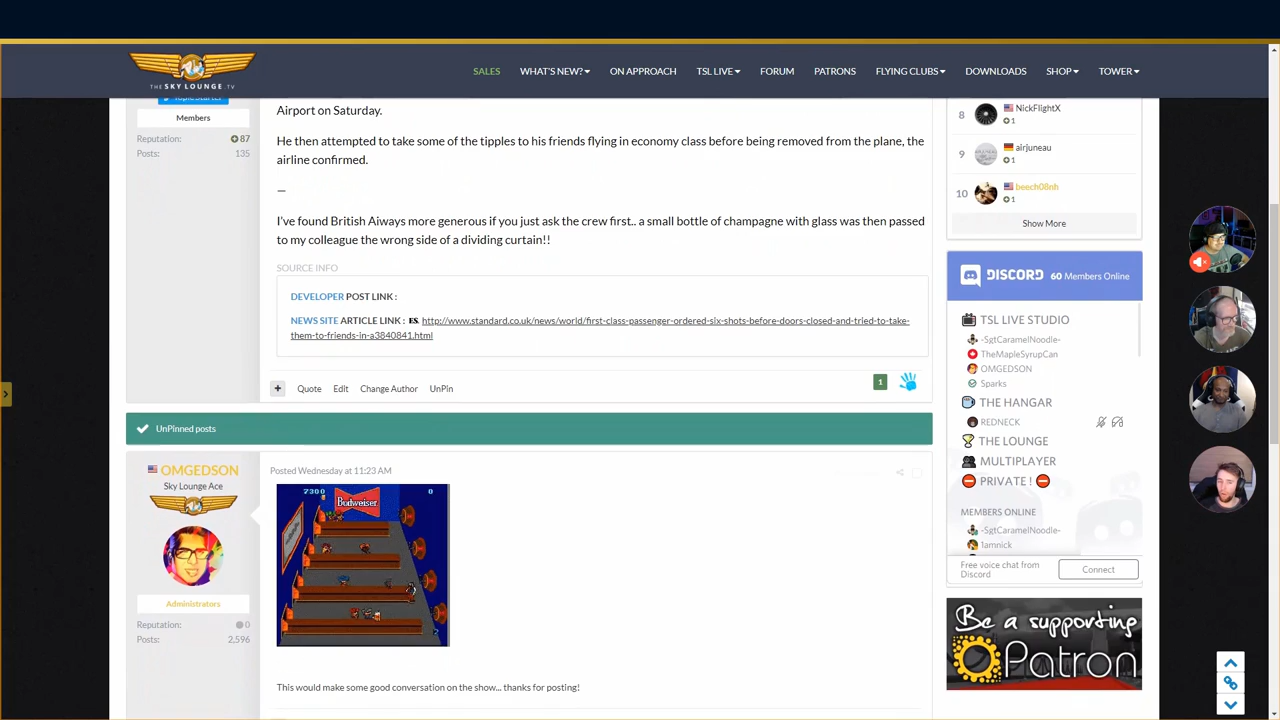 THE SKY LOUNGE.TV
SALES
WHAT'S NEW?
ON APPROACH
TSL LIVE
FORUM
PATRONS
FLYING CLUBS
DOWNLOADS
SHOP
TOWER
Topic Starter
Members
Reputation: 87
Posts: 135
Airport on Saturday.
He then attempted to take some of the tipples to his friends flying in economy class before being removed from the plane, the
airline confirmed.
—
I've found British Aiways more generous if you just ask the crew first.. a small bottle of champagne with glass was then passed
to my colleague the wrong side of a dividing curtain!!
SOURCE INFO
DEVELOPER POST LINK :
NEWS SITE ARTICLE LINK : ES. http://www.standard.co.uk/news/world/first-class-passenger-ordered-six-shots-before-doors-closed-and-tried-to-take-
them-to-friends-in-a3840841.html
+ Quote Edit Change Author UnPin
1
UnPinned posts
OMGEDSON
Sky Lounge Ace
Administrators
Reputation: 0
Posts: 2,596
Posted Wednesday at 11:23 AM
7300 0
Budweiser
This would make some good conversation on the show... thanks for posting!
8 NickFlightX
1
9 airjuneau
1
10 beech08nh
1
Show More
DISCORD 60 Members Online
TSL LIVE STUDIO
-SgtCaramelNoodle-
TheMapleSyrupCan
OMGEDSON
Sparks
THE HANGAR
REDNECK
THE LOUNGE
MULTIPLAYER
PRIVATE !
MEMBERS ONLINE
-SgtCaramelNoodle-
1amnick
Free voice chat from
Discord
Connect
Be a supporting
Patron